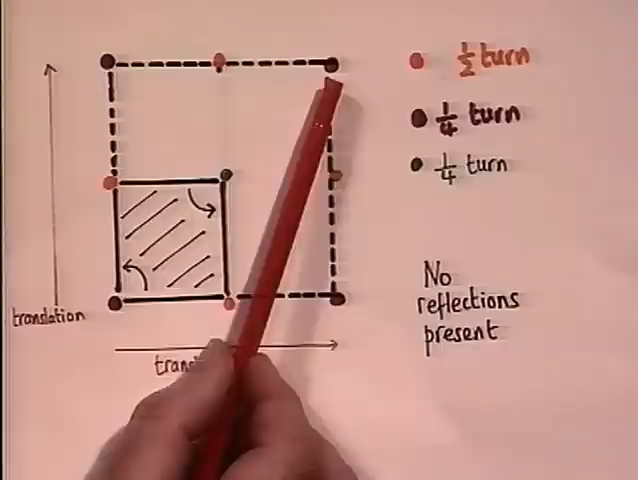 ½ turn
¼ turn
¼ turn
No
reflections
present
translation